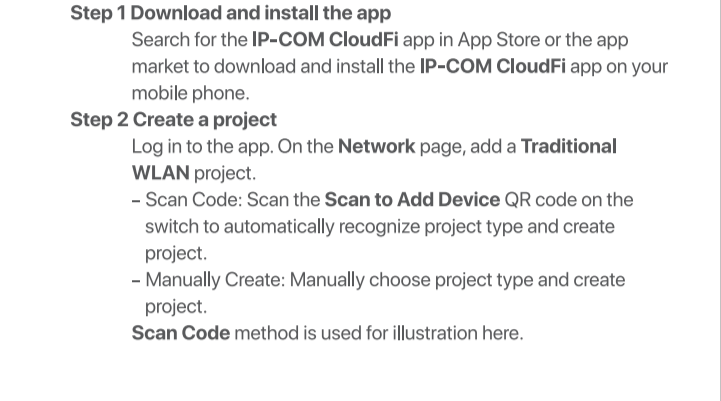 Step 1 Download and install the app
Search for the IP-COM CloudFi app in App Store or the app
market to download and install the IP-COM CloudFi app on your
mobile phone.
Step 2 Create a project
Log in to the app. On the Network page, add a Traditional
WLAN project.
– Scan Code: Scan the Scan to Add Device QR code on the
switch to automatically recognize project type and create
project.
– Manually Create: Manually choose project type and create
project.
Scan Code method is used for illustration here.